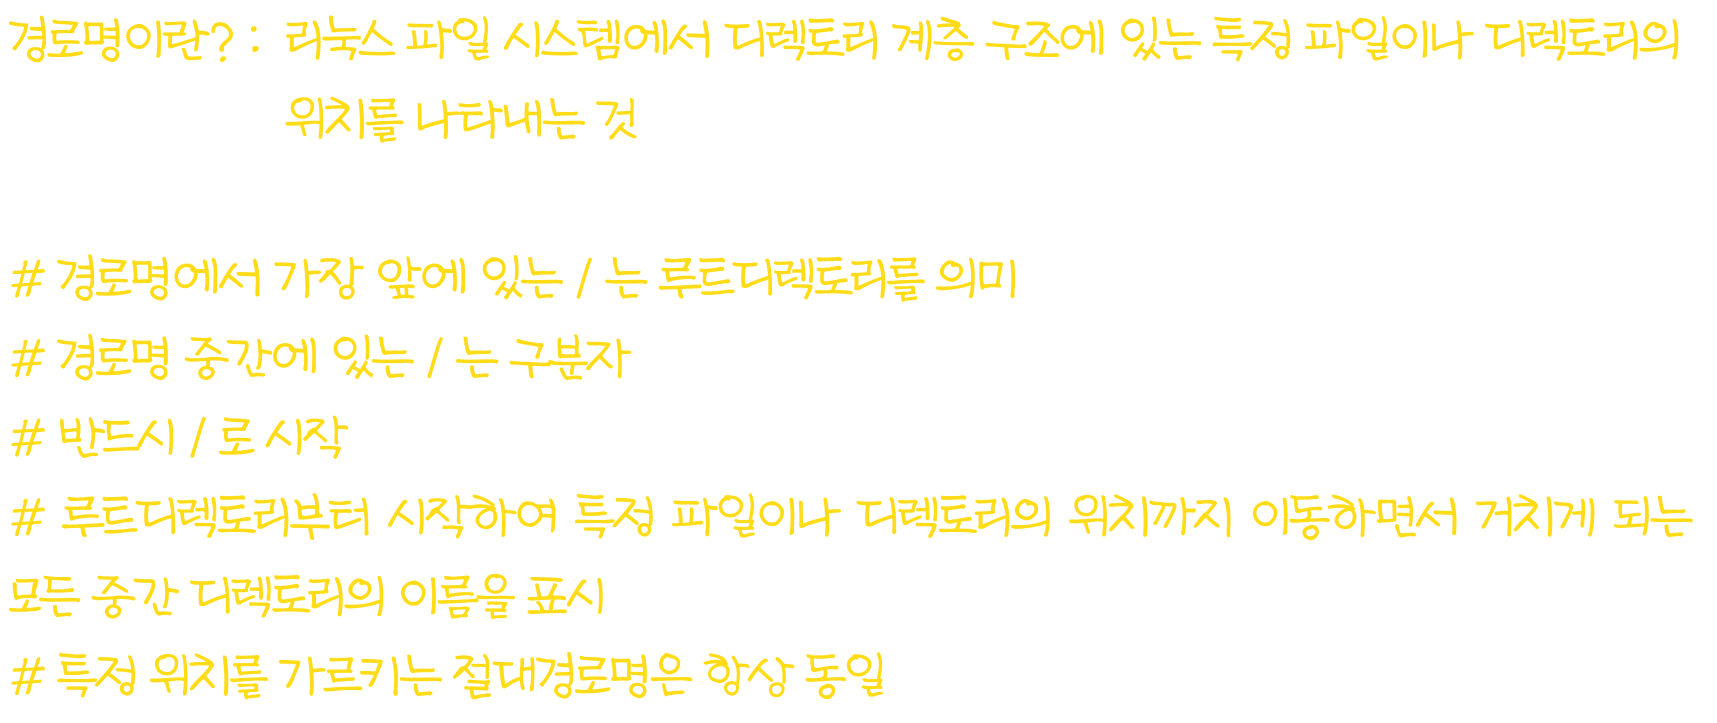 경로명이란? : 리눅스 파일 시스템에서 디렉토리 계층 구조에 있는 특정 파일이나 디렉토리의
위치를 나타내는 것
# 경로명에서 가장 앞에 있는 / 는 루트디렉토리를 의미
# 경로명 중간에 있는 / 는 구분자
# 반드시 / 로 시작
# 루트디렉토리부터 시작하여 특정 파일이나 디렉토리의 위치까지 이동하면서 거치게 되는
모든 중간 디렉토리의 이름을 표시
# 특정 위치를 가르키는 절대경로명은 항상 동일